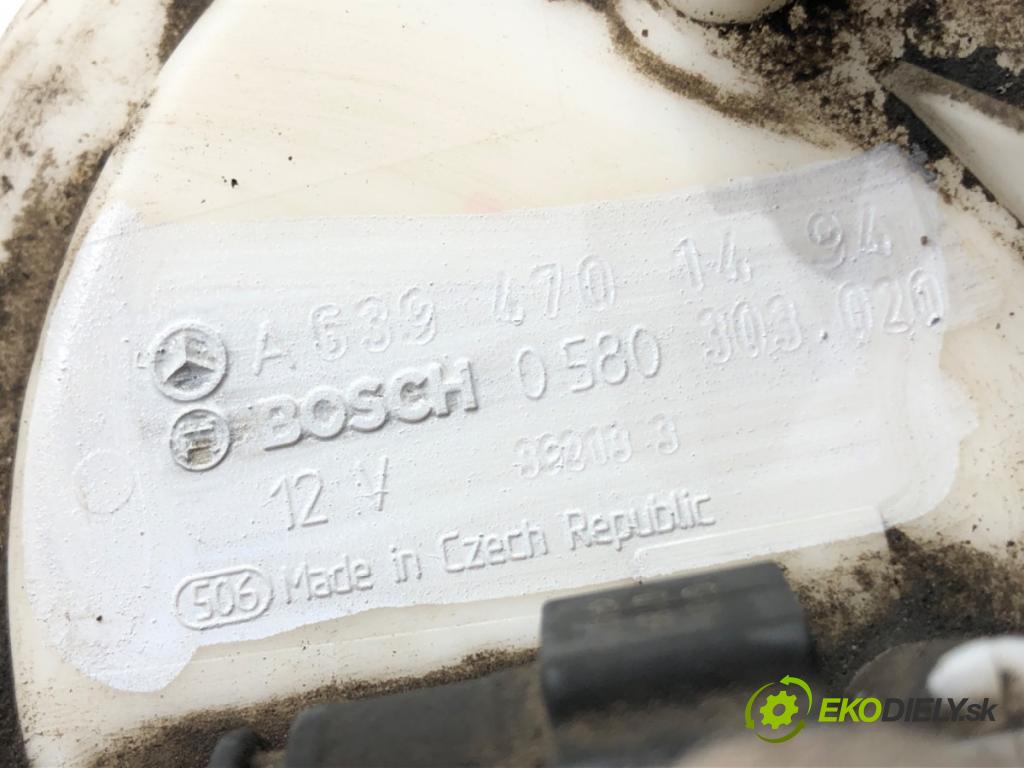 A 639 470 14 94
BOSCH 0 580 303.020
12 V
506 Made in Czech Republic
EKODIELY.sk